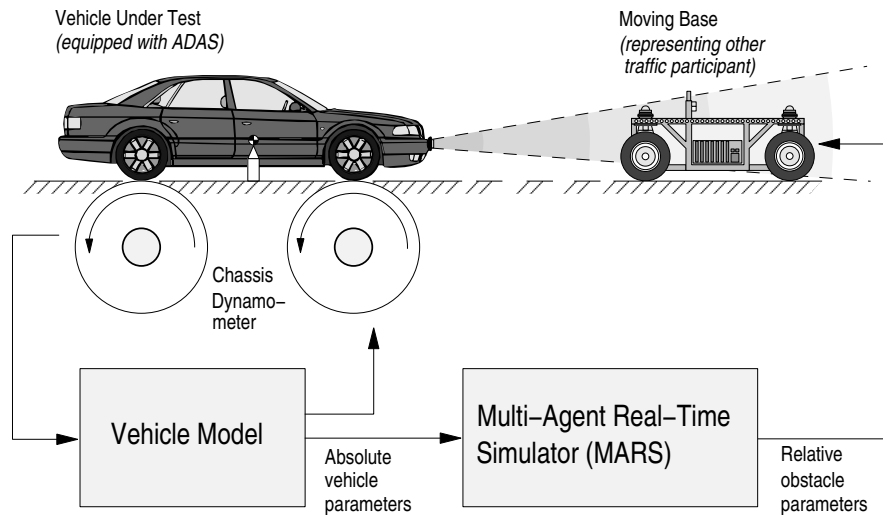 Vehicle Under Test
(equipped with ADAS)
Moving Base
(representing other
traffic participant)
Chassis
Dynamo−
meter
Vehicle Model
Absolute
vehicle
parameters
Multi−Agent Real−Time
Simulator (MARS)
Relative
obstacle
parameters